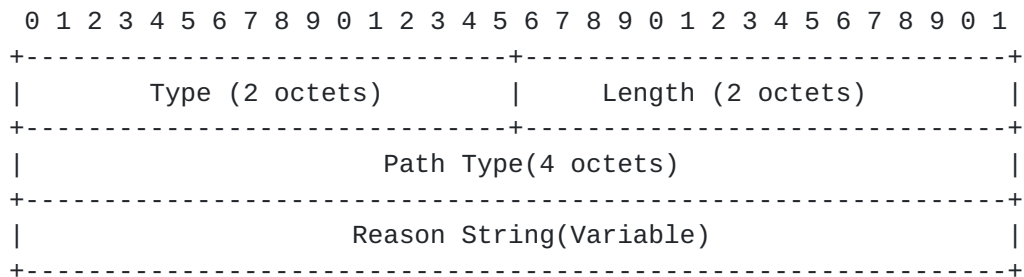 0 1 2 3 4 5 6 7 8 9 0 1 2 3 4 5 6 7 8 9 0 1 2 3 4 5 6 7 8 9 0 1
+-------------------------------+-------------------------------+
|         Type (2 octets)        |     Length (2 octets)         |
+-------------------------------+-------------------------------+
|                       Path Type(4 octets)                     |
+---------------------------------------------------------------+
|                     Reason String(Variable)                   |
+---------------------------------------------------------------+